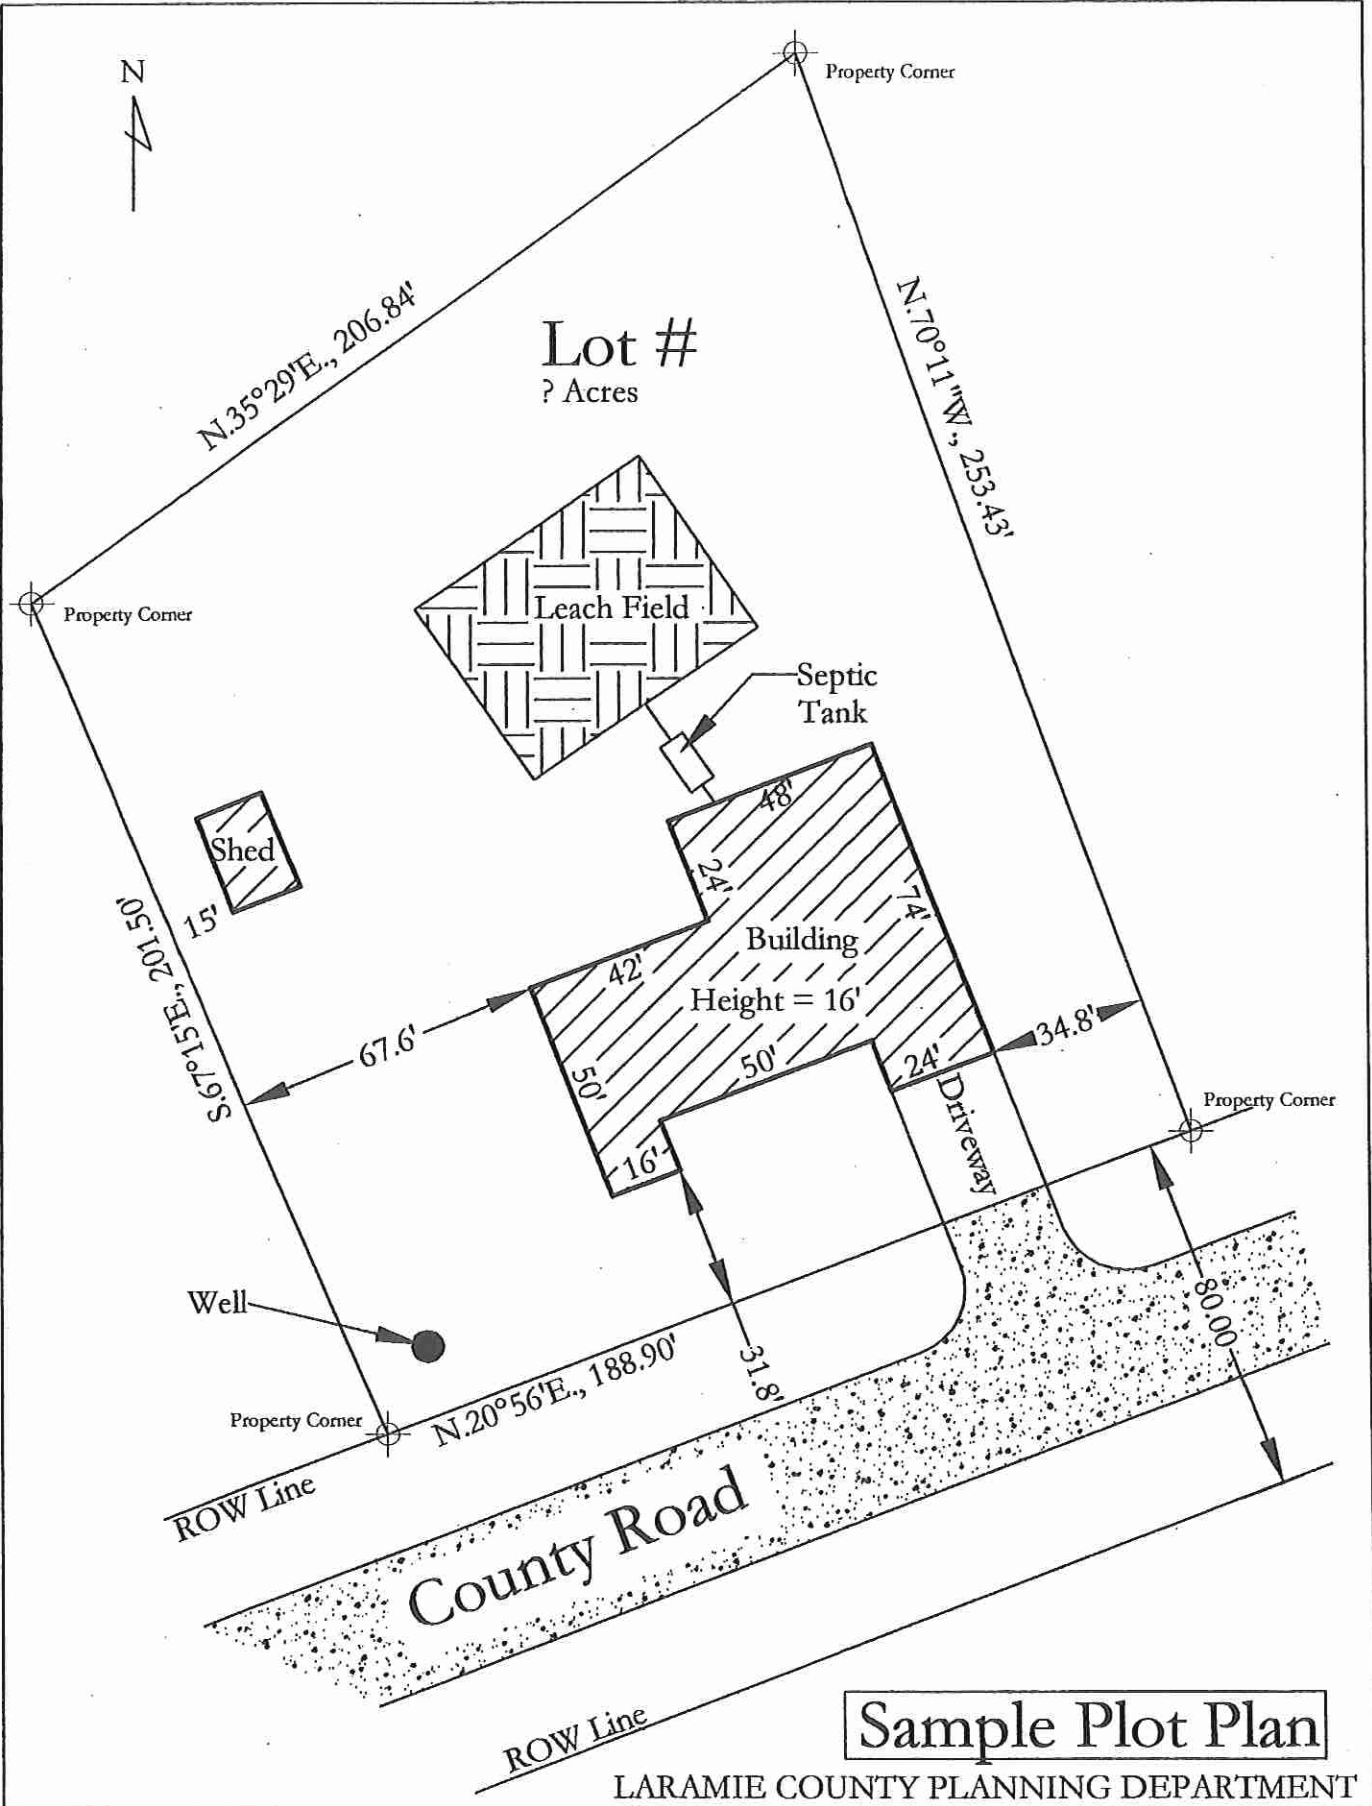 N
Property Corner
N.35°29'E., 206.84'
Lot #
? Acres
N.70°11"W., 253.43'
Property Corner
Leach Field
Septic
Tank
48'
Shed
24'
15'
74'
S.67°15'E., 201.50'
Building
42'
Height = 16'
67.6'
34.8'
50'
50'
24'
Driveway
Property Corner
16'
Well
80.00
31.8'
N.20°56'E., 188.90'
Property Corner
ROW Line
County Road
ROW Line
Sample Plot Plan
LARAMIE COUNTY PLANNING DEPARTMENT